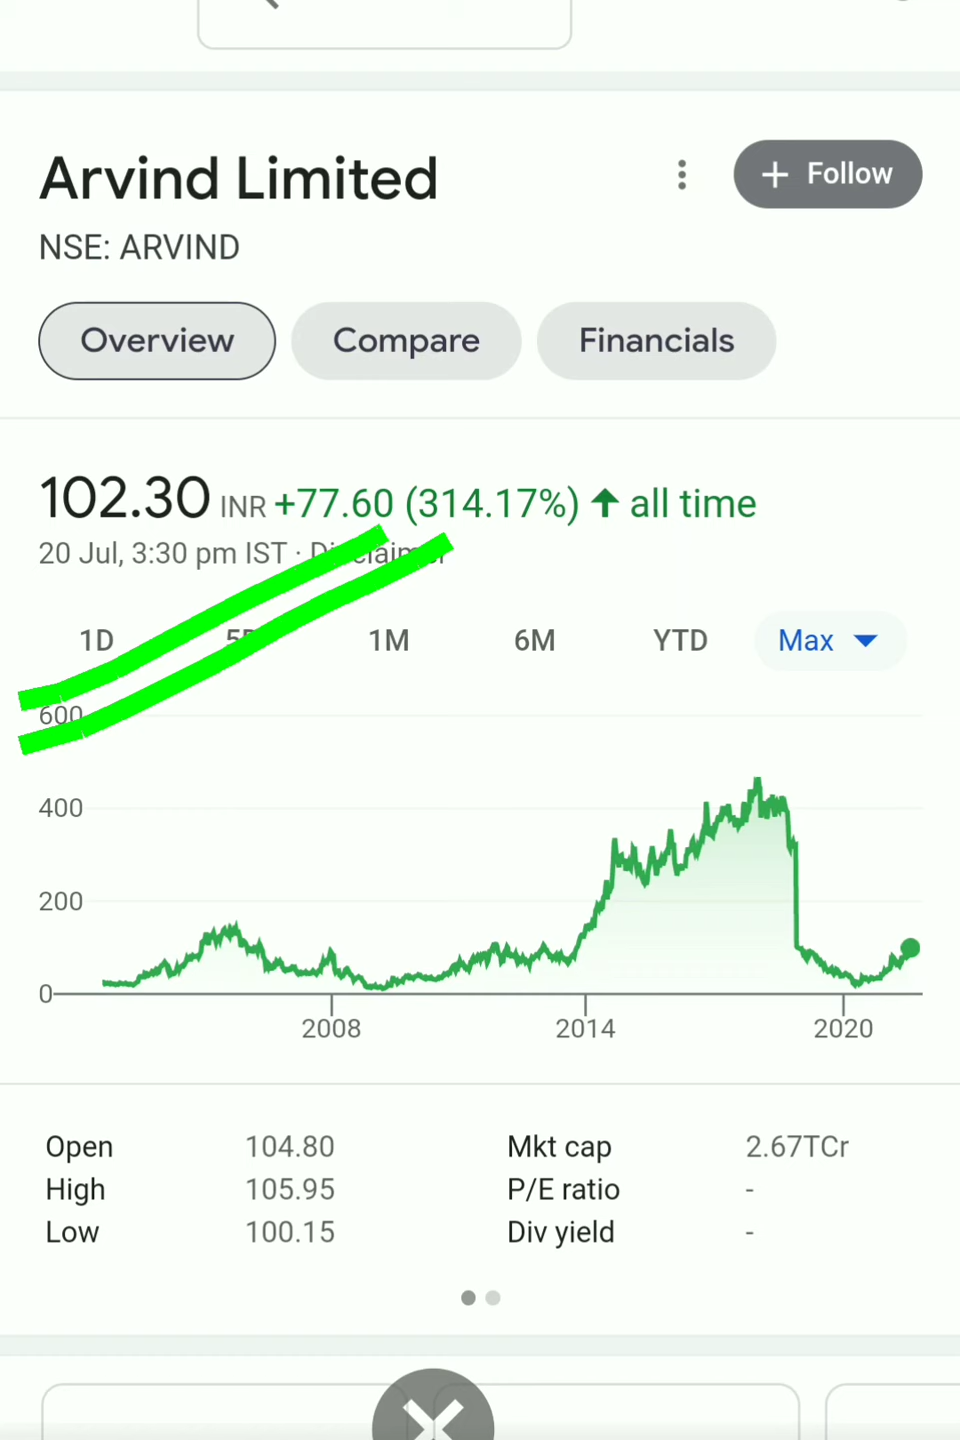 Arvind Limited
+ Follow
NSE: ARVIND
Overview
Compare
Financials
102.30 INR +77.60 (314.17%) ↑ all time
20 Jul, 3:30 pm IST · Disclaimer
1D 5D 1M 6M YTD Max
600
400
200
0
2008 2014 2020
Open 104.80 Mkt cap 2.67TCr
High 105.95 P/E ratio -
Low 100.15 Div yield -